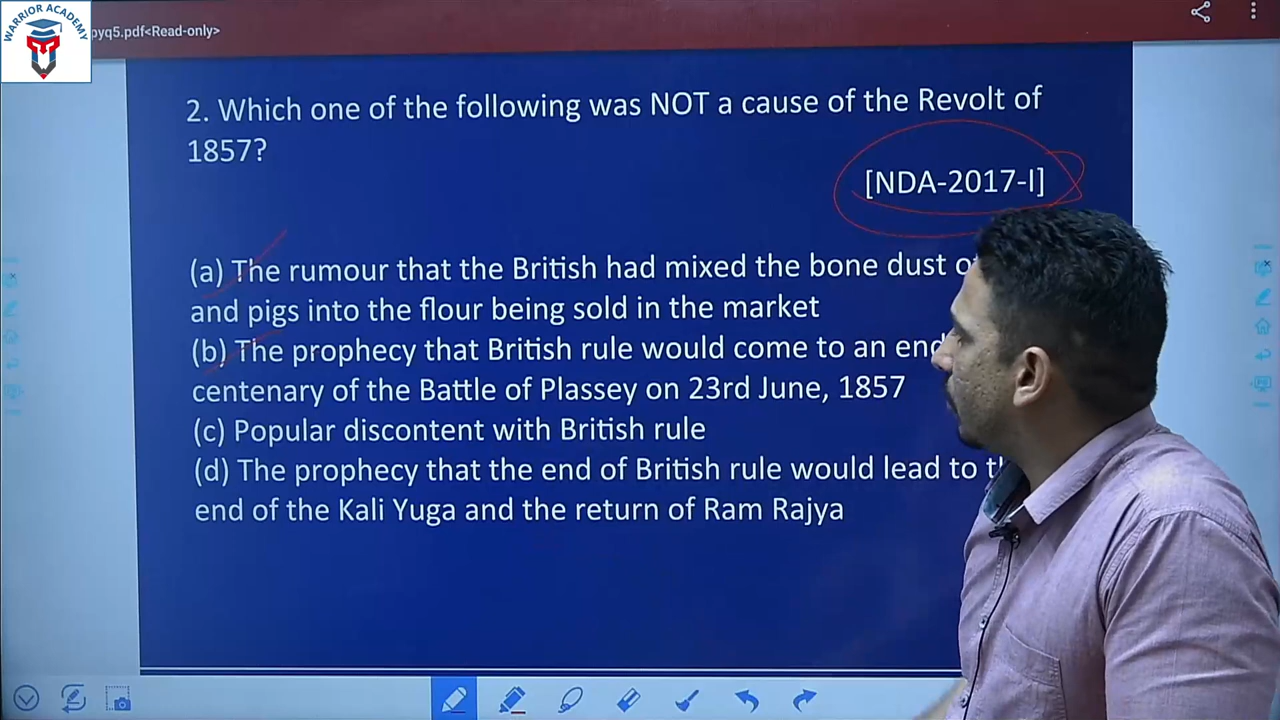 WARRIOR ACADEMY
pyq5.pdf<Read-only>
2. Which one of the following was NOT a cause of the Revolt of
1857?
[NDA-2017-I]
(a) The rumour that the British had mixed the bone dust
and pigs into the flour being sold in the market
(b) The prophecy that British rule would come to an end
centenary of the Battle of Plassey on 23rd June, 1857
(c) Popular discontent with British rule
(d) The prophecy that the end of British rule would lead to
end of the Kali Yuga and the return of Ram Rajya